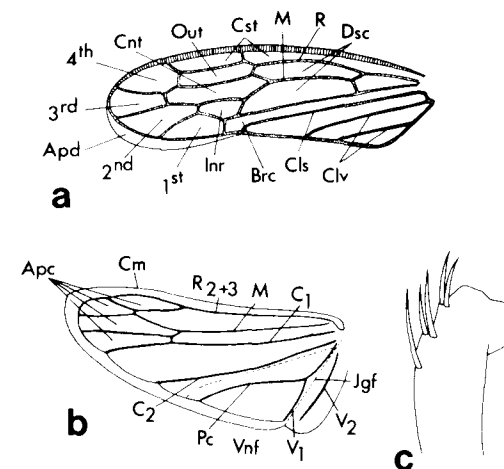 Cnt Out Cst M R Dsc
4th
3rd
Apd 2nd 1st Inr Brc Cls Clv
a
Apc Cm R 2+3 M C1
C2 Pc Vnf V1 V2 Jgf
b
c